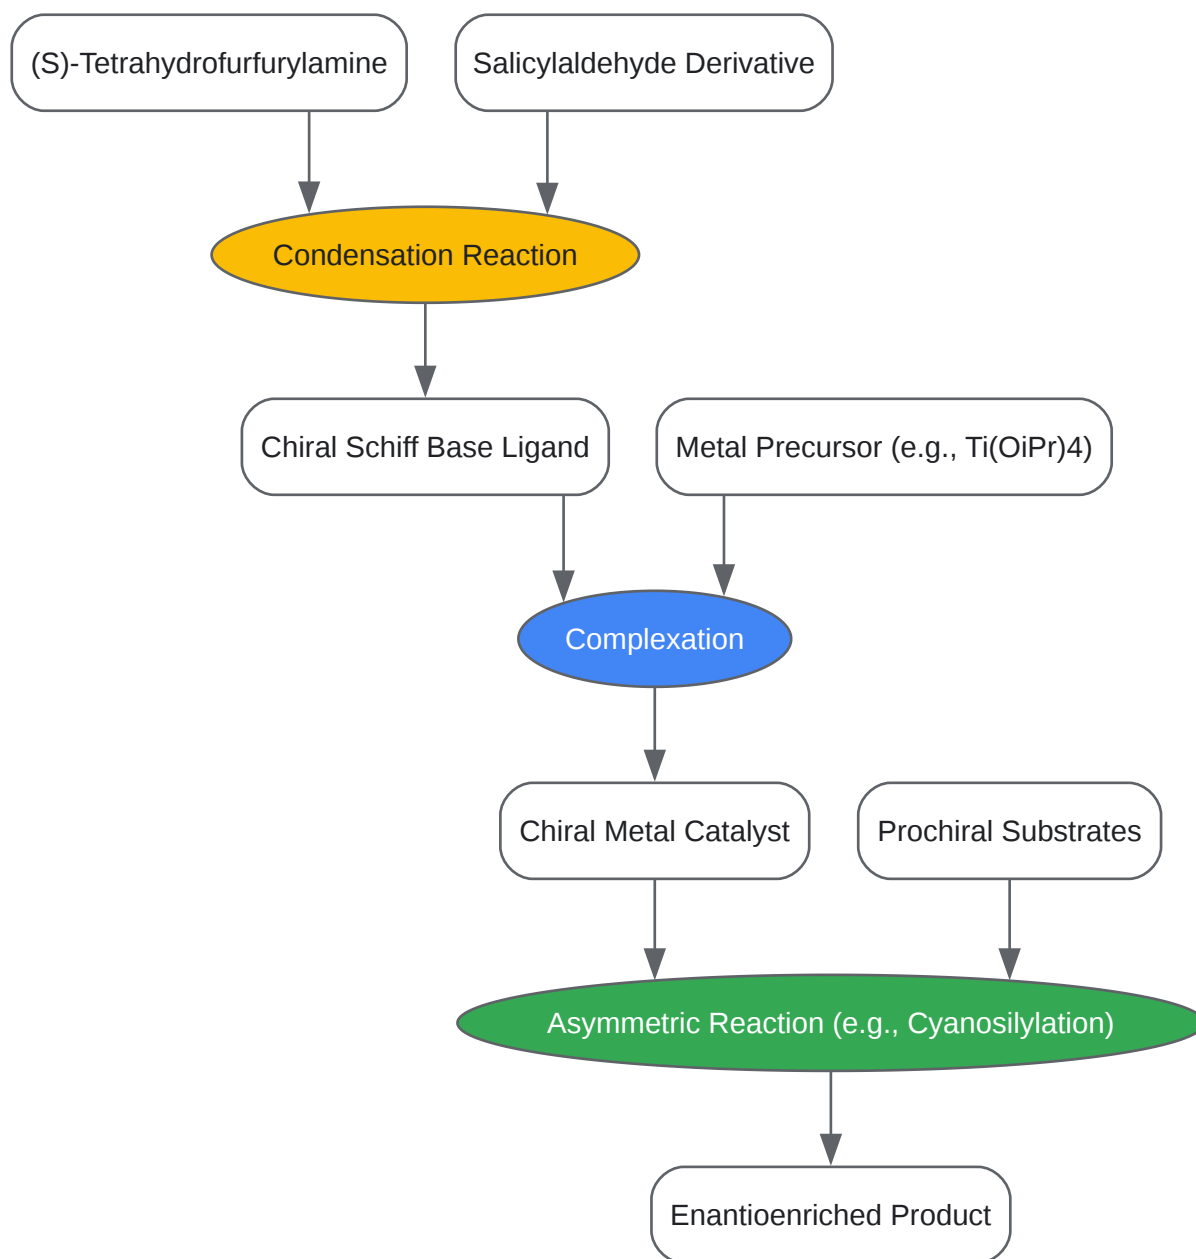 (S)-Tetrahydrofurfurylamine
Salicylaldehyde Derivative
Condensation Reaction
Chiral Schiff Base Ligand
Metal Precursor (e.g., Ti(OiPr)4)
Complexation
Chiral Metal Catalyst
Prochiral Substrates
Asymmetric Reaction (e.g., Cyanosilylation)
Enantioenriched Product